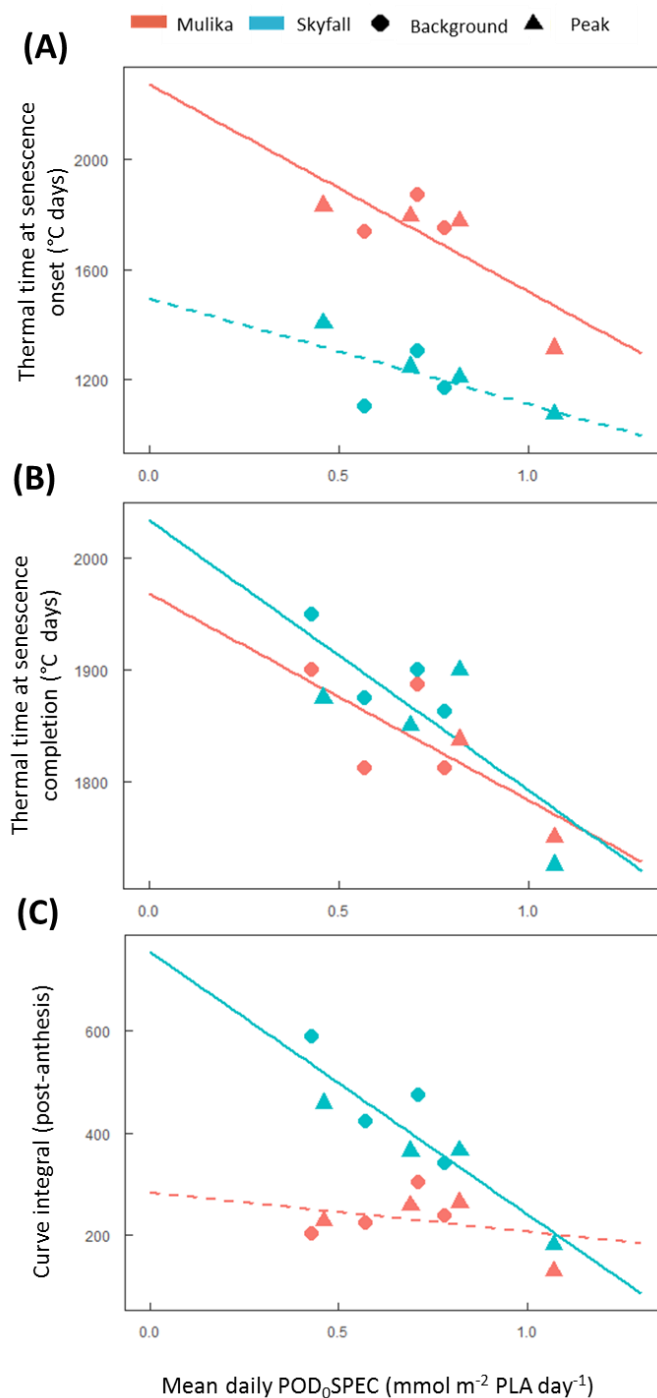 Mulika Skyfall Background Peak
(A)
Thermal time at senescence
onset (°C days)
2000
1600
1200
0.0 0.5 1.0
(B)
Thermal time at senescence
completion (°C days)
2000
1900
1800
0.0 0.5 1.0
(C)
Curve integral (post-anthesis)
600
400
200
0.0 0.5 1.0
Mean daily POD₀SPEC (mmol m⁻² PLA day⁻¹)